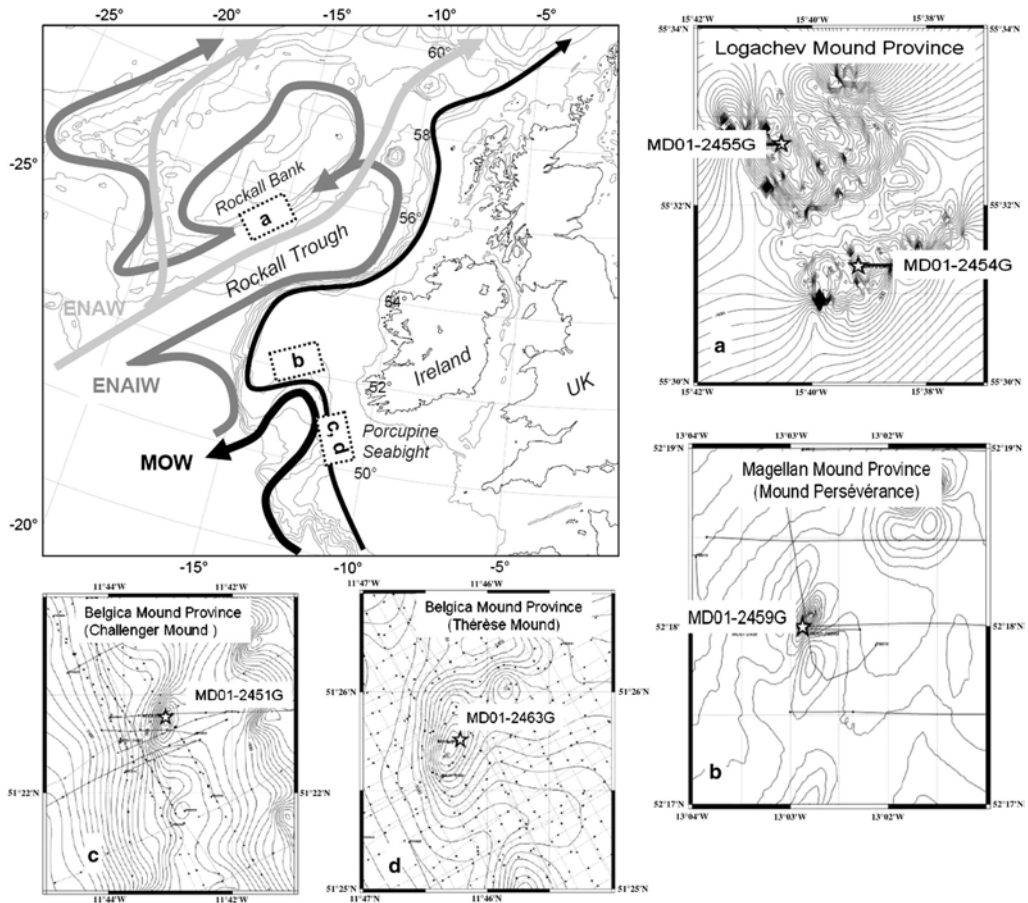 -25° -20° -15° -10° -5°
60°
58°
-25°
Rockall Bank
a
56°
Rockall Trough
ENAW
54°
ENAIW
b
Ireland
52°
UK
c, d
Porcupine
Seabight
MOW
50°
-20°
-15° -10° -5°
15°42'W 15°40'W 15°38'W
55°34'N 55°34'N
Logachev Mound Province
MD01-2455G
55°32'N 55°32'N
MD01-2454G
a
55°30'N 55°30'N
15°42'W 15°40'W 15°38'W
13°04'W 13°03'W 13°02'W
52°19'N 52°19'N
Magellan Mound Province
(Mound Persévérance)
MD01-2459G
52°18' 52°18'N
b
52°17'N 52°17'N
13°04'W 13°03'W 13°02'W
11°44'W 11°42'W
Belgica Mound Province
(Challenger Mound )
MD01-2451G
51°22'N 51°22'N
c
11°44'W 11°42'W
11°47'W 11°46'W
Belgica Mound Province
(Thérèse Mound)
51°26'N 51°26'N
MD01-2463G
d
51°25'N 51°25'N
11°47'W 11°46'W